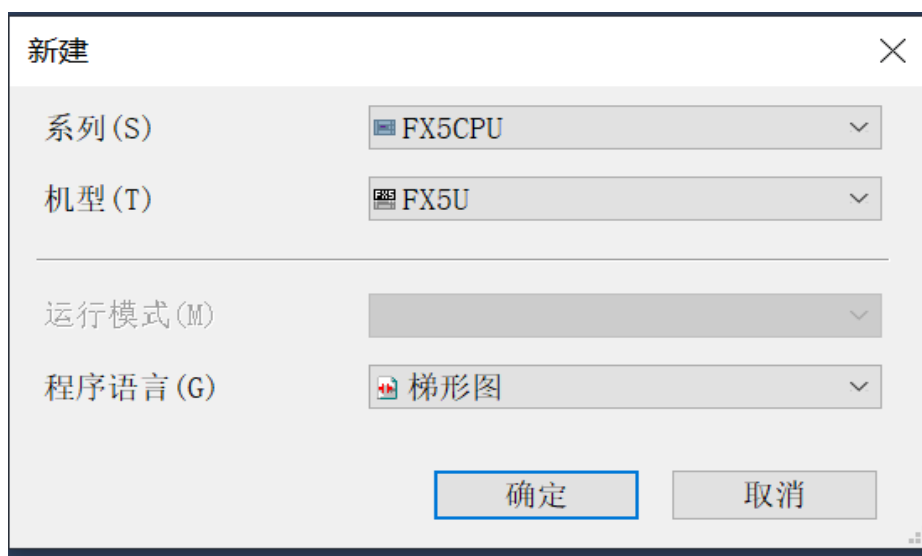 新建
系列(S) FX5CPU
机型(T) FX5U
运行模式(M)
程序语言(G) 梯形图
确定 取消